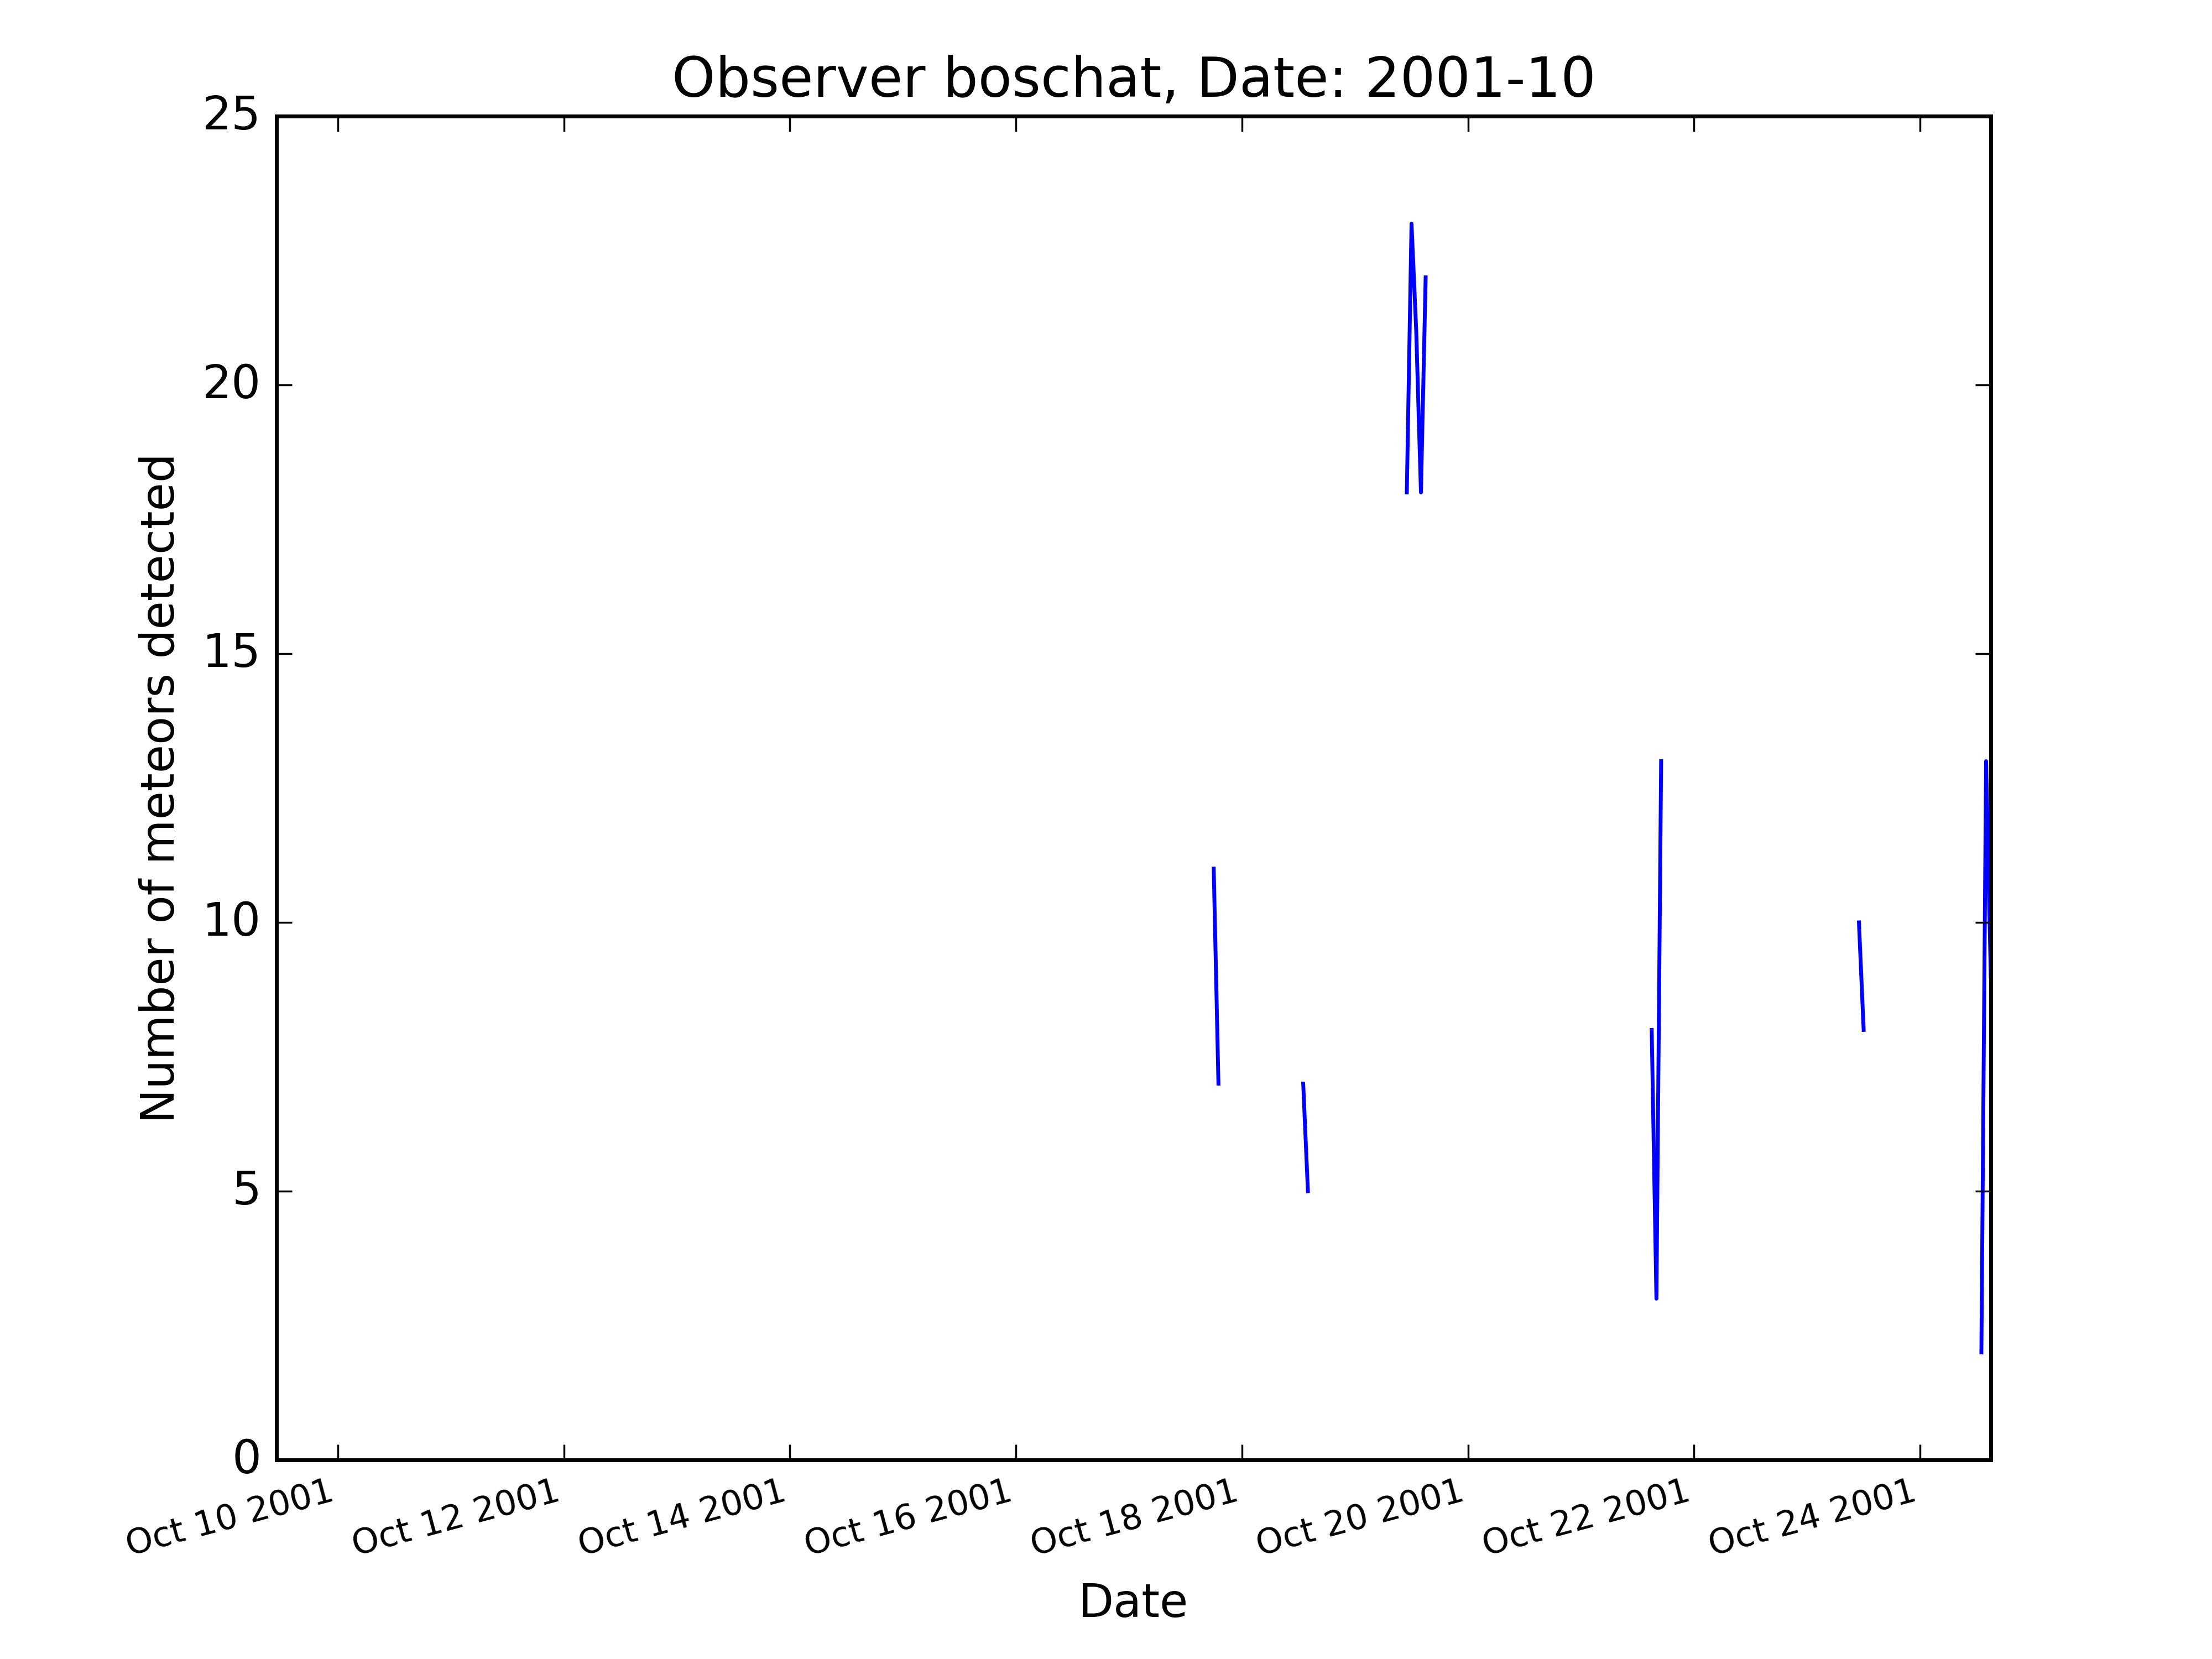 Observer boschat, Date: 2001-10
Number of meteors detected
25
20
15
10
5
0
Oct 10 2001
Oct 12 2001
Oct 14 2001
Oct 16 2001
Oct 18 2001
Oct 20 2001
Oct 22 2001
Oct 24 2001
Date